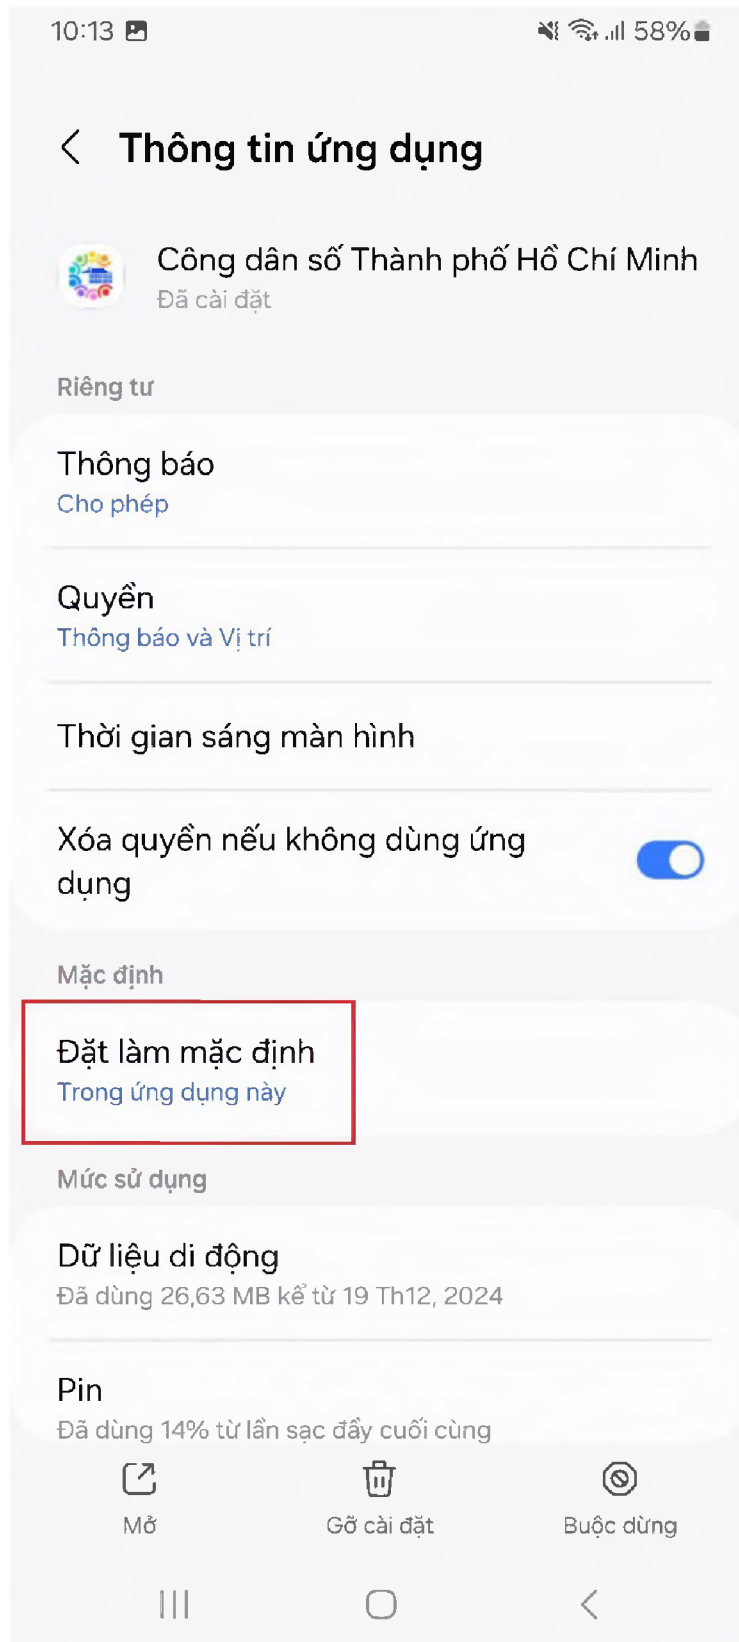 10:13
58%
Thông tin ứng dụng
Công dân số Thành phố Hồ Chí Minh
Đã cài đặt
Riêng tư
Thông báo
Cho phép
Quyền
Thông báo và Vị trí
Thời gian sáng màn hình
Xóa quyền nếu không dùng ứng
dụng
Mặc định
Đặt làm mặc định
Trong ứng dụng này
Mức sử dụng
Dữ liệu di động
Đã dùng 26,63 MB kể từ 19 Th12, 2024
Pin
Đã dùng 14% từ lần sạc đầy cuối cùng
Mở
Gỡ cài đặt
Buộc dừng